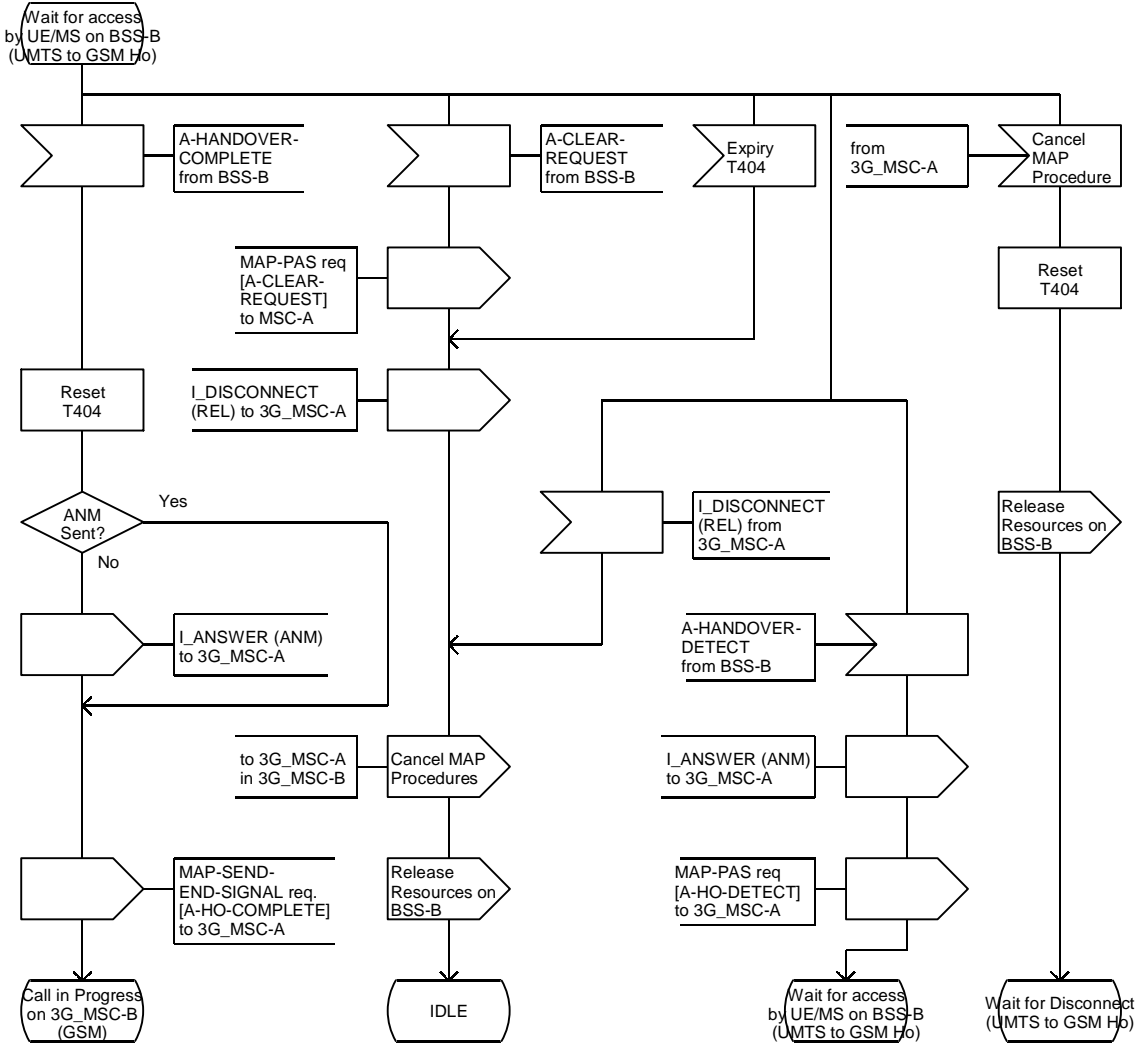 Wait for access
by UE/MS on BSS-B
(UMTS to GSM Ho)
A-HANDOVER-
COMPLETE
from BSS-B
A-CLEAR-
REQUEST
from BSS-B
Expiry
T404
from
3G_MSC-A
Cancel
MAP
Procedure
MAP-PAS req
[A-CLEAR-
REQUEST]
to MSC-A
Reset
T404
Reset
T404
I_DISCONNECT
(REL) to 3G_MSC-A
ANM
Sent?
Yes
No
I_DISCONNECT
(REL) from
3G_MSC-A
Release
Resources on
BSS-B
I_ANSWER (ANM)
to 3G_MSC-A
A-HANDOVER-
DETECT
from BSS-B
to 3G_MSC-A
in 3G_MSC-B
Cancel MAP
Procedures
I_ANSWER (ANM)
to 3G_MSC-A
MAP-SEND-
END-SIGNAL req.
[A-HO-COMPLETE]
to 3G_MSC-A
Release
Resources on
BSS-B
MAP-PAS req
[A-HO-DETECT]
to 3G_MSC-A
Call in Progress
on 3G_MSC-B
(GSM)
IDLE
Wait for access
by UE/MS on BSS-B
(UMTS to GSM Ho)
Wait for Disconnect
(UMTS to GSM Ho)